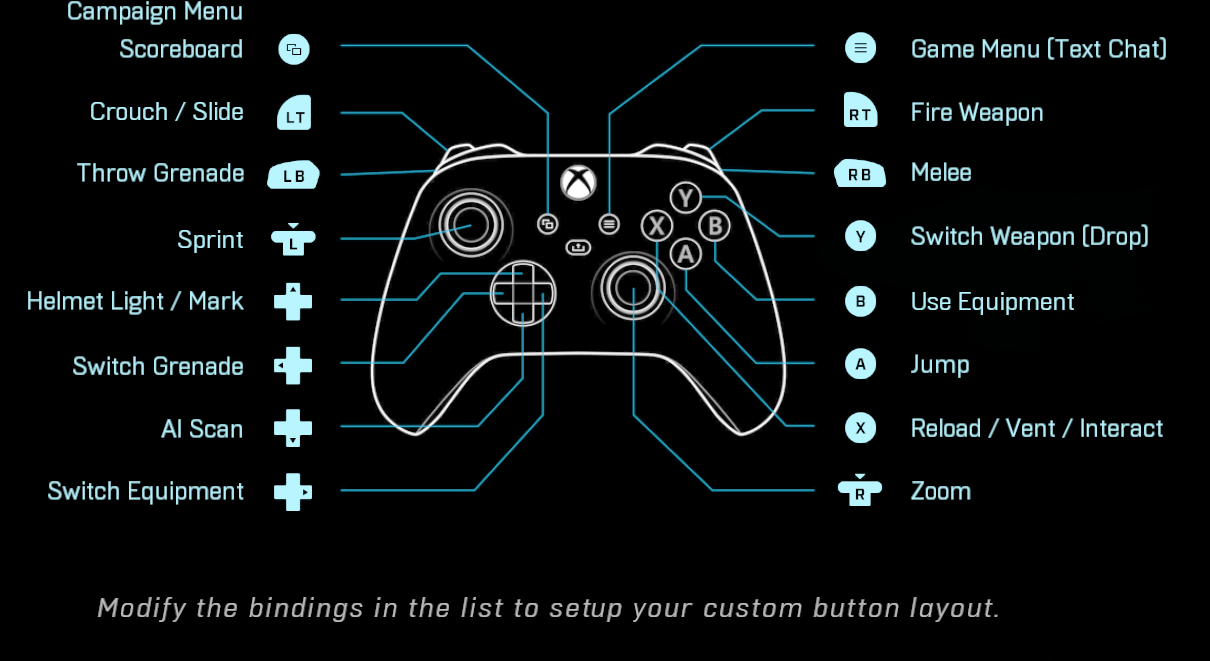 Campaign Menu
Scoreboard
Game Menu (Text Chat)
Crouch / Slide
LT
RT
Fire Weapon
Throw Grenade
LB
RB
Melee
Sprint
L
Y
Switch Weapon (Drop)
Helmet Light / Mark
B
Use Equipment
Switch Grenade
A
Jump
AI Scan
X
Reload / Vent / Interact
Switch Equipment
R
Zoom
Y
X
B
A
Modify the bindings in the list to setup your custom button layout.